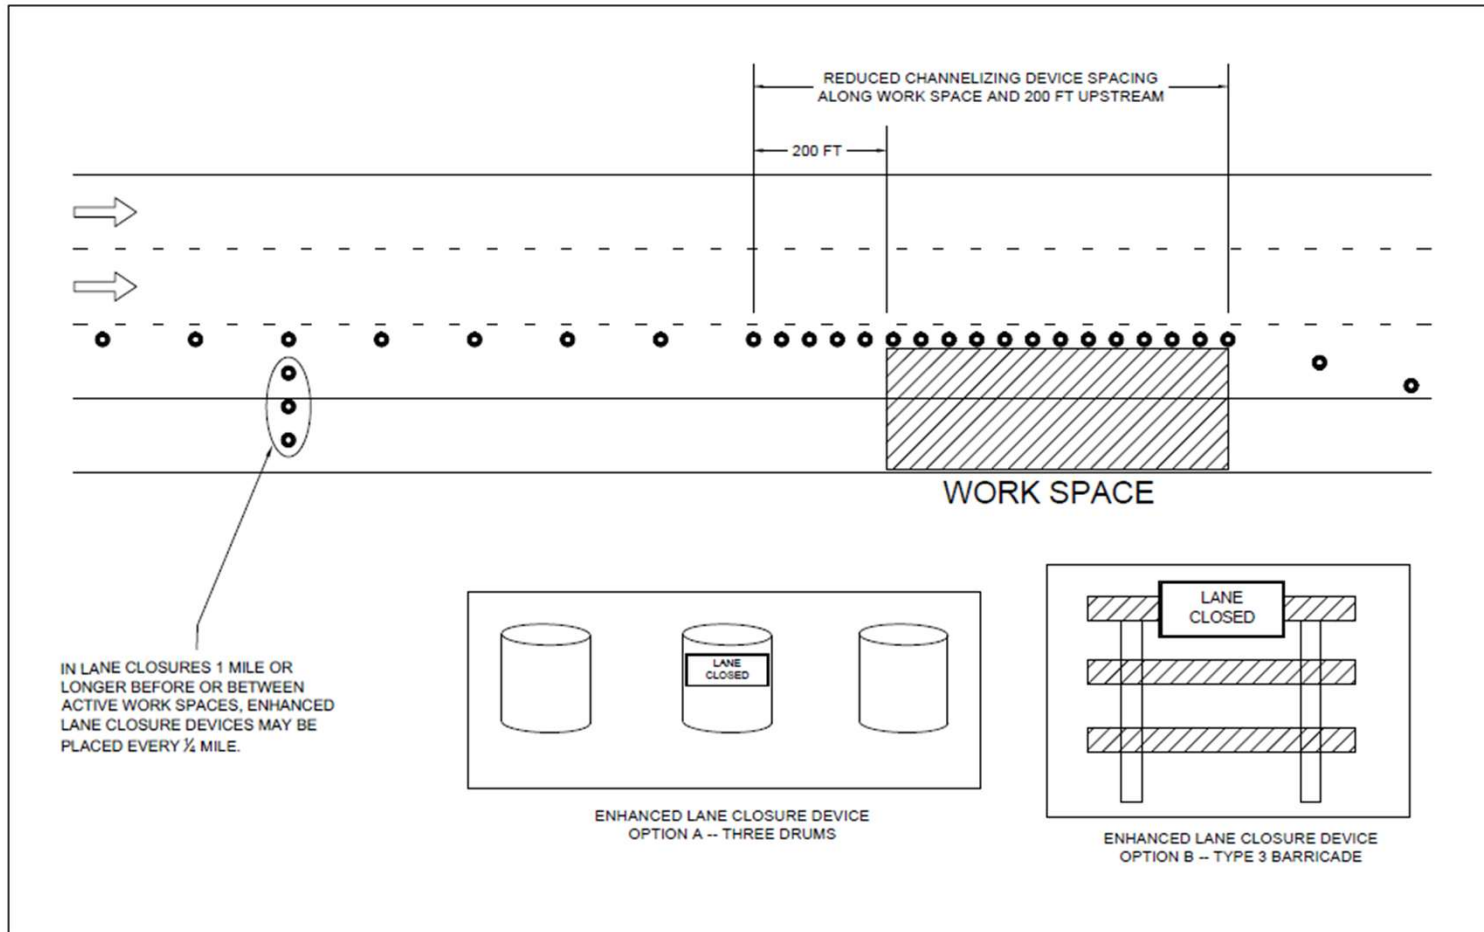 REDUCED CHANNELIZING DEVICE SPACING
ALONG WORK SPACE AND 200 FT UPSTREAM
200 FT
WORK SPACE
IN LANE CLOSURES 1 MILE OR
LONGER BEFORE OR BETWEEN
ACTIVE WORK SPACES, ENHANCED
LANE CLOSURE DEVICES MAY BE
PLACED EVERY ¼ MILE.
LANE
CLOSED
ENHANCED LANE CLOSURE DEVICE
OPTION A -- THREE DRUMS
LANE
CLOSED
ENHANCED LANE CLOSURE DEVICE
OPTION B -- TYPE 3 BARRICADE